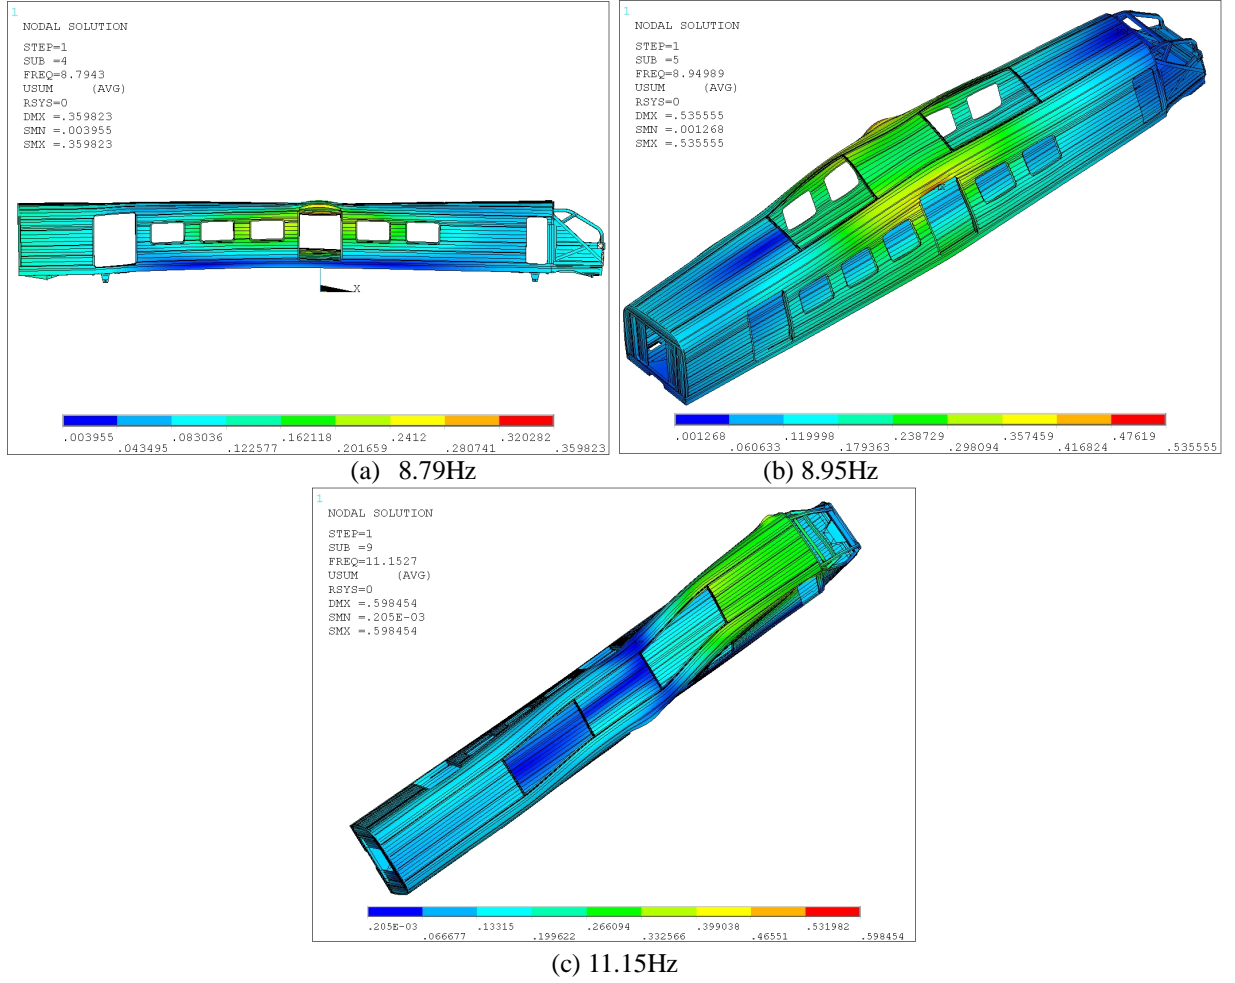 1
NODAL SOLUTION
STEP=1
SUB =4
FREQ=8.7943
USUM (AVG)
RSYS=0
DMX =.359823
SMN =.003955
SMX =.359823
X
.003955 .083036 .162118 .2412 .320282
.043495 .122577 .201659 .280741 .359823
(a) 8.79Hz
1
NODAL SOLUTION
STEP=1
SUB =5
FREQ=8.94989
USUM (AVG)
RSYS=0
DMX =.535555
SMN =.001268
SMX =.535555
.001268 .119998 .238729 .357459 .47619
.060633 .179363 .298094 .416824 .535555
(b) 8.95Hz
1
NODAL SOLUTION
STEP=1
SUB =9
FREQ=11.1527
USUM (AVG)
RSYS=0
DMX =.598454
SMN =.205E-03
SMX =.598454
.205E-03 .13315 .266094 .399038 .531982
.066677 .199622 .332566 .46551 .598454
(c) 11.15Hz